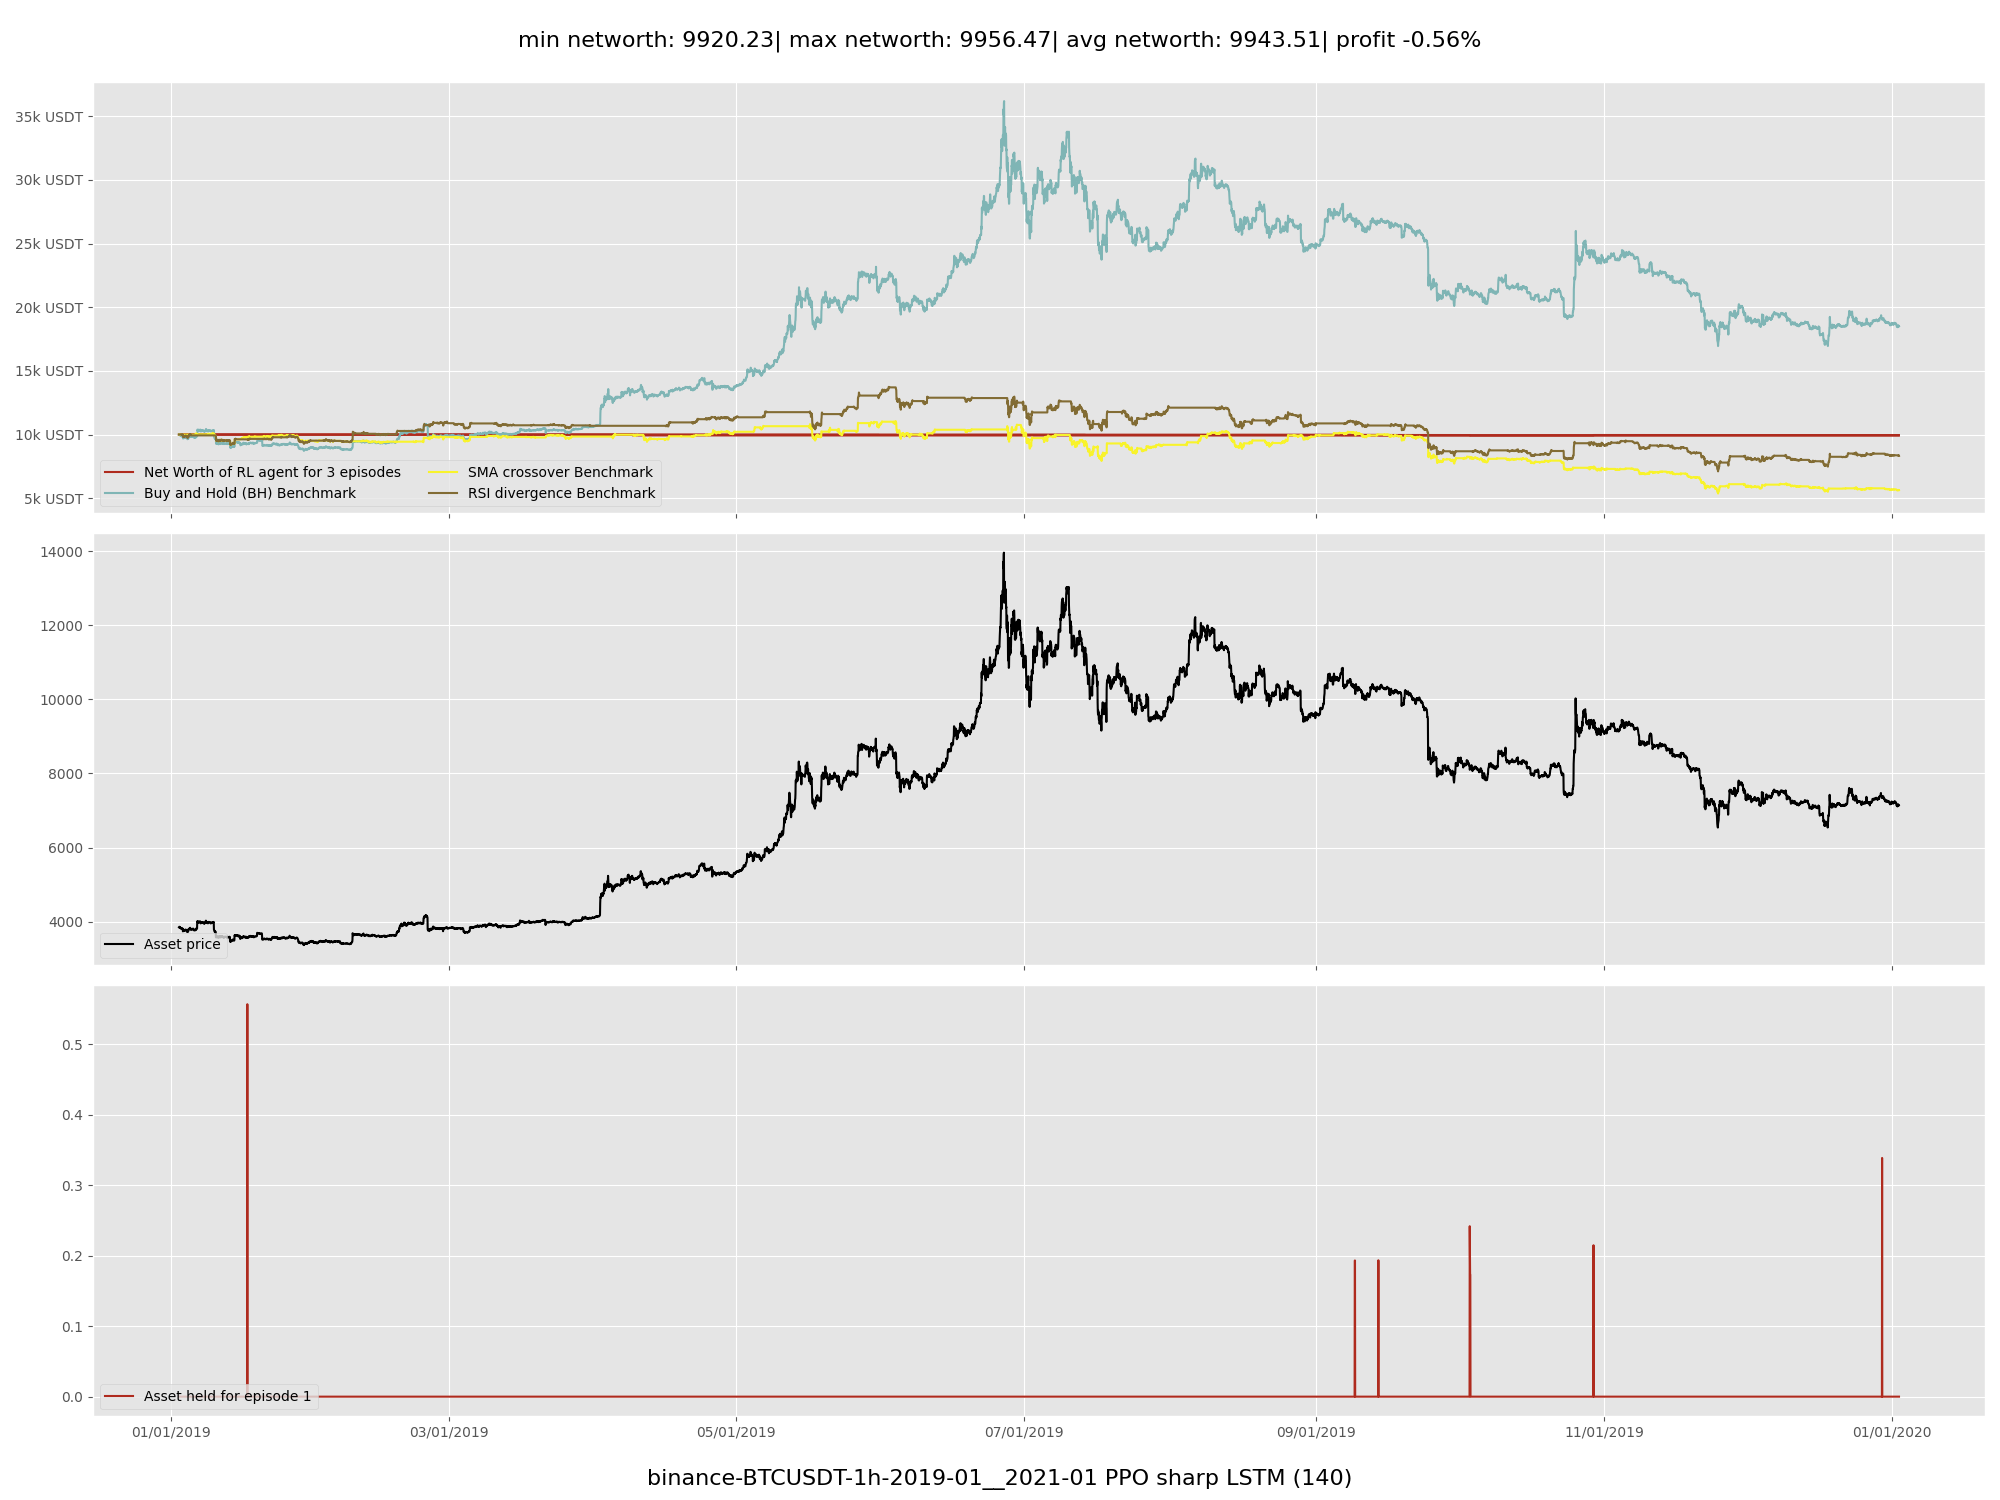 min networth: 9920.23| max networth: 9956.47| avg networth: 9943.51| profit -0.56%
35k USDT
30k USDT
25k USDT
20k USDT
15k USDT
10k USDT
5k USDT
Net Worth of RL agent for 3 episodes
Buy and Hold (BH) Benchmark
SMA crossover Benchmark
RSI divergence Benchmark
14000
12000
10000
8000
6000
4000
Asset price
0.5
0.4
0.3
0.2
0.1
0.0
Asset held for episode 1
01/01/2019 03/01/2019 05/01/2019 07/01/2019 09/01/2019 11/01/2019 01/01/2020
binance-BTCUSDT-1h-2019-01__2021-01 PPO sharp LSTM (140)